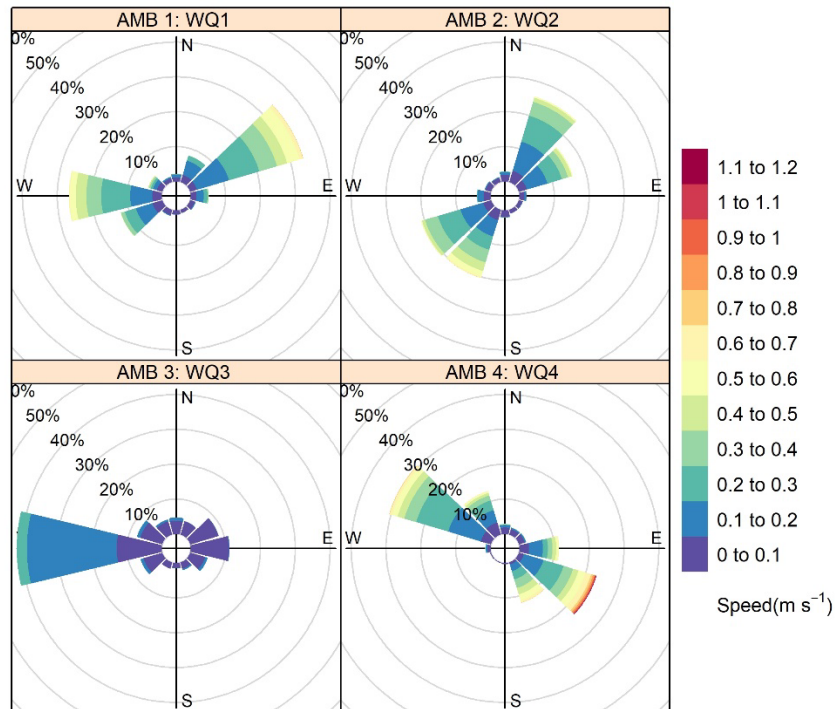 AMB 1: WQ1
AMB 2: WQ2
0%
50%
40%
30%
20%
10%
N
W
E
S
0%
50%
40%
30%
20%
10%
N
W
E
S
AMB 3: WQ3
AMB 4: WQ4
0%
50%
40%
30%
20%
10%
N
W
E
S
0%
50%
40%
30%
20%
10%
N
W
E
S
1.1 to 1.2
1 to 1.1
0.9 to 1
0.8 to 0.9
0.7 to 0.8
0.6 to 0.7
0.5 to 0.6
0.4 to 0.5
0.3 to 0.4
0.2 to 0.3
0.1 to 0.2
0 to 0.1
Speed(m s⁻¹)